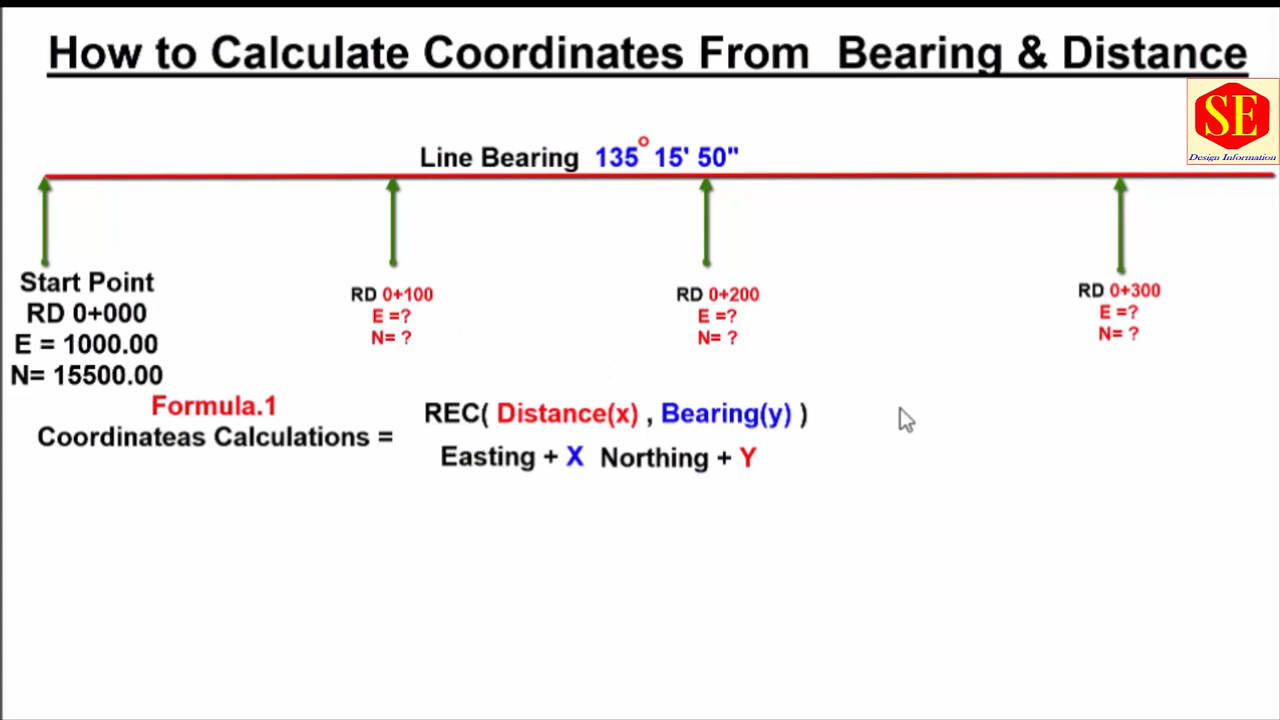 How to Calculate Coordinates From Bearing & Distance
SE
Design Information
Line Bearing 135° 15' 50"
Start Point
RD 0+000
E = 1000.00
N= 15500.00
RD 0+100
E =?
N= ?
RD 0+200
E =?
N= ?
RD 0+300
E =?
N= ?
Formula.1
Coordinateas Calculations =
REC( Distance(x) , Bearing(y) )
Easting + X Northing + Y